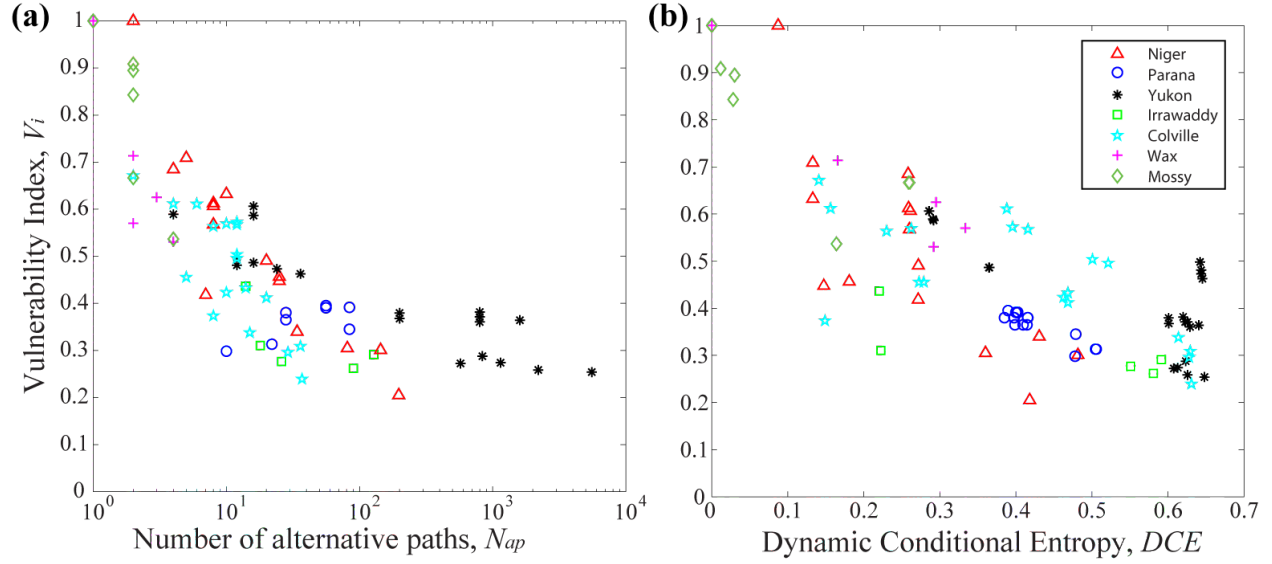 (a)
1
0.9
0.8
0.7
0.6
0.5
0.4
0.3
0.2
0.1
0
Vulnerability Index, Vi
10^0
10^1
10^2
10^3
10^4
Number of alternative paths, Nap
(b)
1
0.9
0.8
0.7
0.6
0.5
0.4
0.3
0.2
0.1
0
0
0.1
0.2
0.3
0.4
0.5
0.6
0.7
Dynamic Conditional Entropy, DCE
Niger
Parana
Yukon
Irrawaddy
Colville
Wax
Mossy